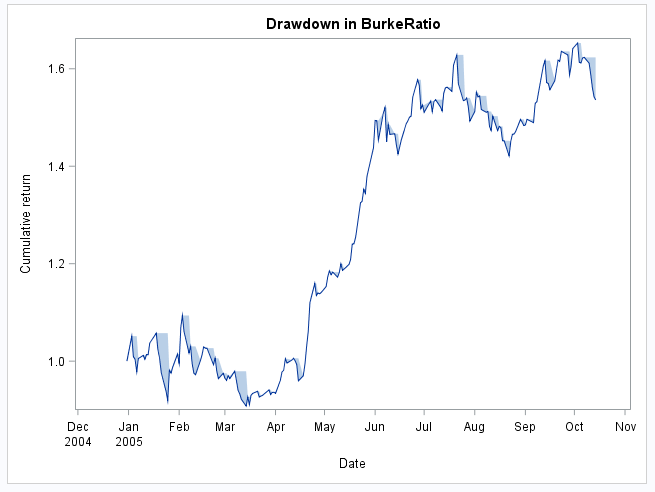 Drawdown in BurkeRatio
Cumulative return
1.6
1.4
1.2
1.0
Dec Jan Feb Mar Apr May Jun Jul Aug Sep Oct Nov
2004 2005
Date